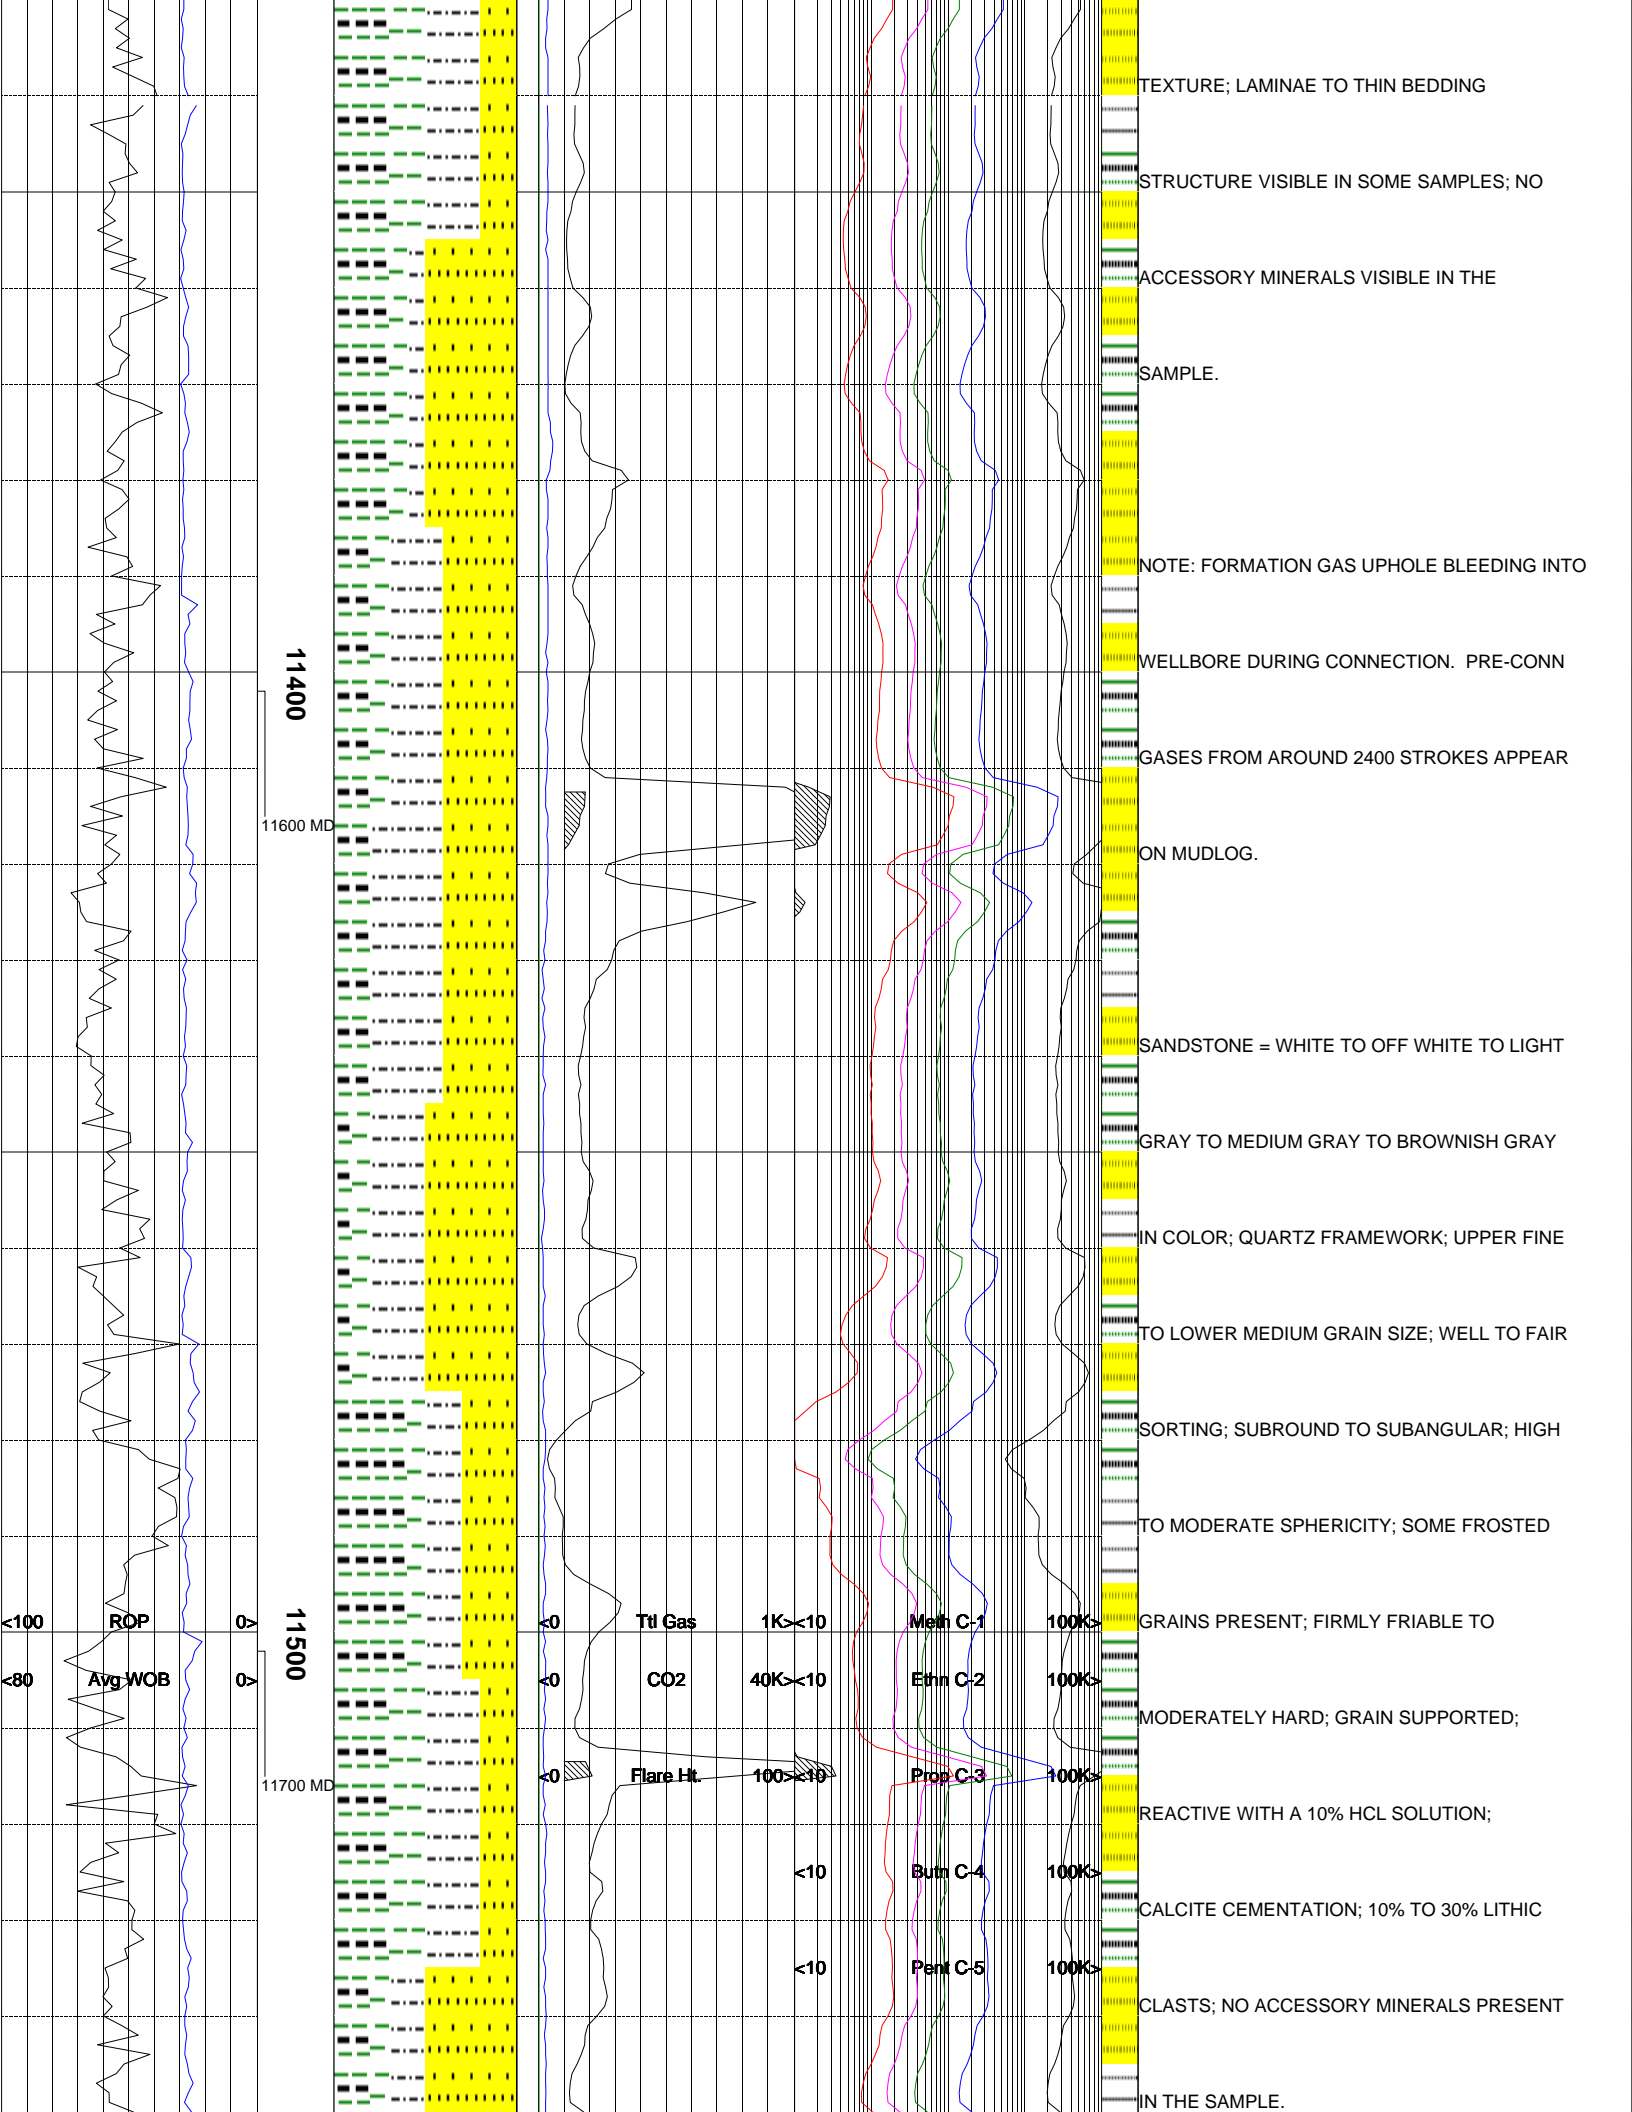 TEXTURE; LAMINAE TO THIN BEDDING
STRUCTURE VISIBLE IN SOME SAMPLES; NO
ACCESSORY MINERALS VISIBLE IN THE
SAMPLE.
NOTE: FORMATION GAS UPHOLE BLEEDING INTO
11400
WELLBORE DURING CONNECTION.  PRE-CONN
GASES FROM AROUND 2400 STROKES APPEAR
11600 MD
ON MUDLOG.
SANDSTONE = WHITE TO OFF WHITE TO LIGHT
GRAY TO MEDIUM GRAY TO BROWNISH GRAY
IN COLOR; QUARTZ FRAMEWORK; UPPER FINE
TO LOWER MEDIUM GRAIN SIZE; WELL TO FAIR
SORTING; SUBROUND TO SUBANGULAR; HIGH
TO MODERATE SPHERICITY; SOME FROSTED
<100 ROP 0> <0 Ttl Gas 1K> <10 Meth C-1 100K> GRAINS PRESENT; FIRMLY FRIABLE TO
11500
<80 Avg WOB 0> <0 CO2 40K> <10 Ethn C-2 100K>
MODERATELY HARD; GRAIN SUPPORTED;
11700 MD <0 Flare Ht. 100> <10 Prop C-3 100K>
REACTIVE WITH A 10% HCL SOLUTION;
<10 Butn C-4 100K>
CALCITE CEMENTATION; 10% TO 30% LITHIC
<10 Pent C-5 100K>
CLASTS; NO ACCESSORY MINERALS PRESENT
IN THE SAMPLE.